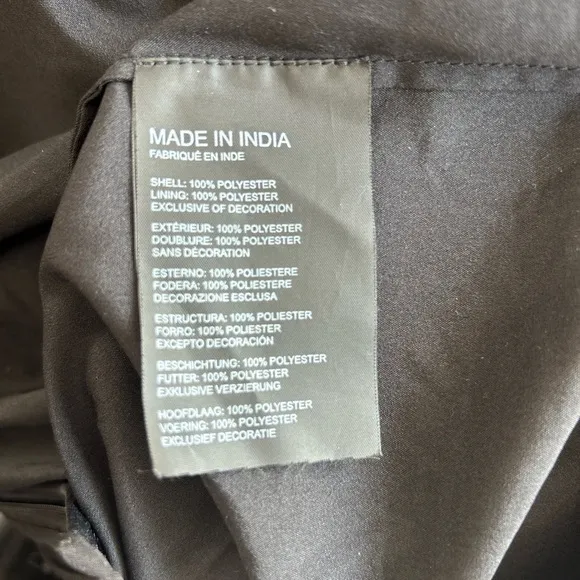 MADE IN INDIA
FABRIQUÉ EN INDE
SHELL: 100% POLYESTER
LINING: 100% POLYESTER
EXCLUSIVE OF DECORATION
EXTÉRIEUR: 100% POLYESTER
DOUBLURE: 100% POLYESTER
SANS DÉCORATION
ESTERNO: 100% POLIESTERE
FODERA: 100% POLIESTERE
DECORAZIONE ESCLUSA
ESTRUCTURA: 100% POLYESTER
FORRO: 100% POLYESTER
EXCEPTO DECORACIÓN
BESCHICHTUNG: 100% POLYESTER
FUTTER: 100% POLYESTER
EXKLUSIVE VERZIERUNG
HOOFDLAAG: 100% POLYESTER
VOERING: 100% POLYESTER
EXCLUSIEF DECORATIE